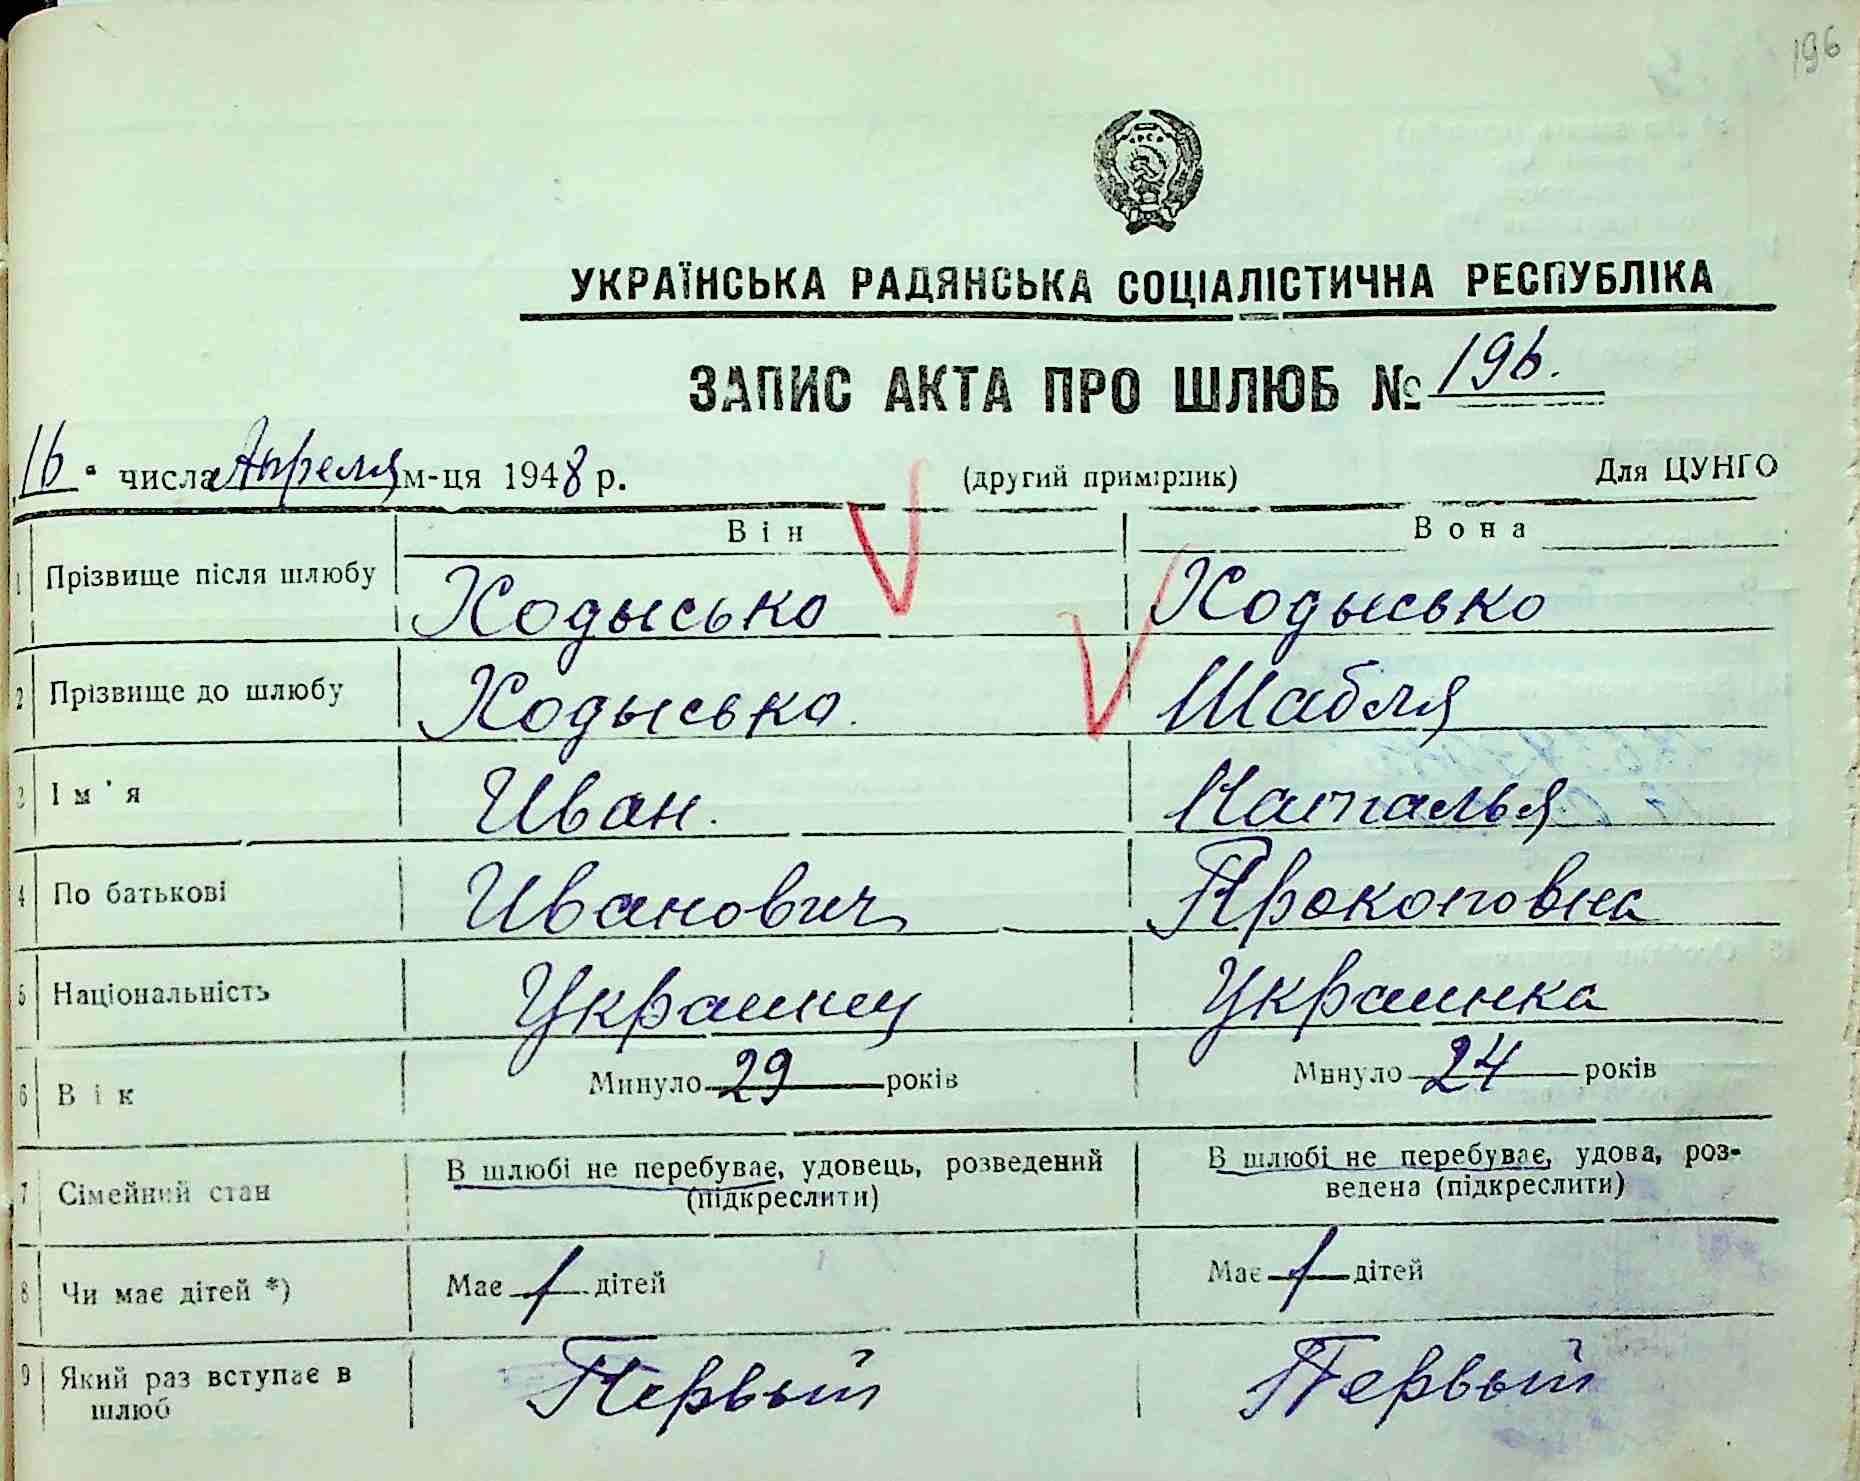 196
УКРАЇНСЬКА РАДЯНСЬКА СОЦІАЛІСТИЧНА РЕСПУБЛІКА
ЗАПИС АКТА ПРО ШЛЮБ № 196.
16 числа Апреля м-ця 1948 р. (другий примірник) Для ЦУНГО
Він Вона
1 Прізвище після шлюбу Ходысько Ходысько
2 Прізвище до шлюбу Ходысько. Шабля
3 Ім'я Иван. Наталья
4 По батькові Иванович Прокоповна
5 Національність Украинец Украинка
6 Вік Минуло 29 років Минуло 24 років
7 Сімейний стан В шлюбі не перебуває, удовець, розведений (підкреслити) В шлюбі не перебуває, удова, роз-
ведена (підкреслити)
8 Чи має дітей *) Має 1 дітей Має 1 дітей
9 Який раз вступає в Первый Первый
шлюб